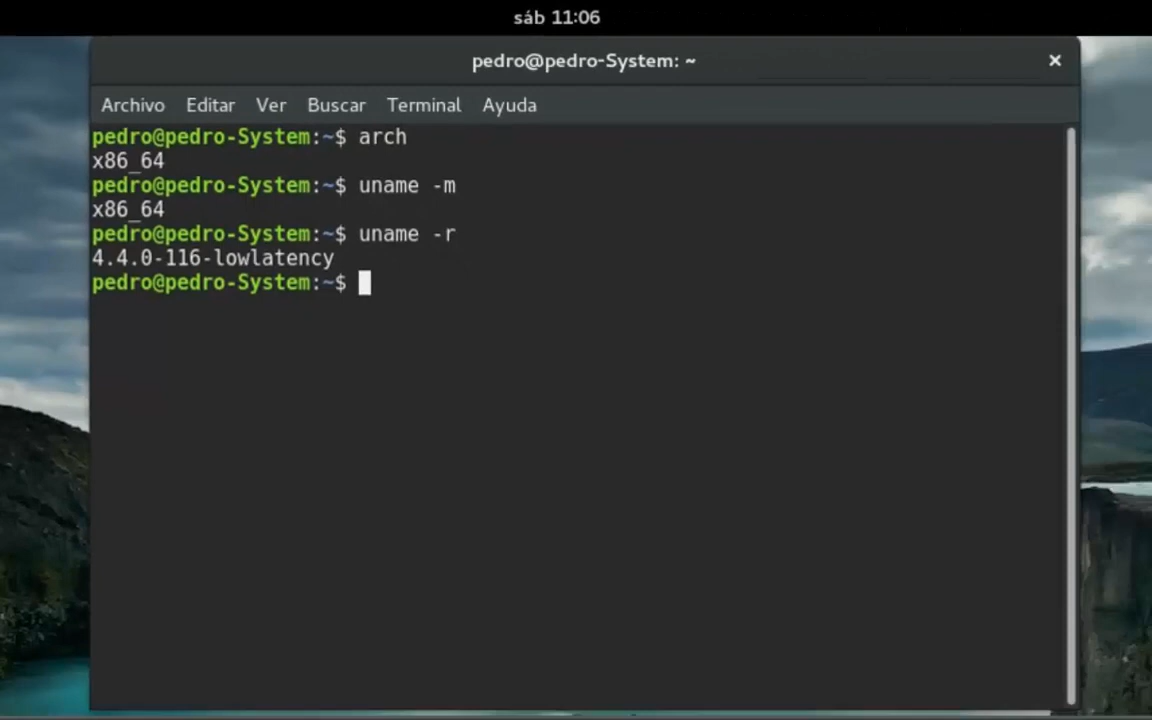 sáb 11:06
pedro@pedro-System: ~
Archivo Editar Ver Buscar Terminal Ayuda
pedro@pedro-System:~$ arch
x86_64
pedro@pedro-System:~$ uname -m
x86_64
pedro@pedro-System:~$ uname -r
4.4.0-116-lowlatency
pedro@pedro-System:~$